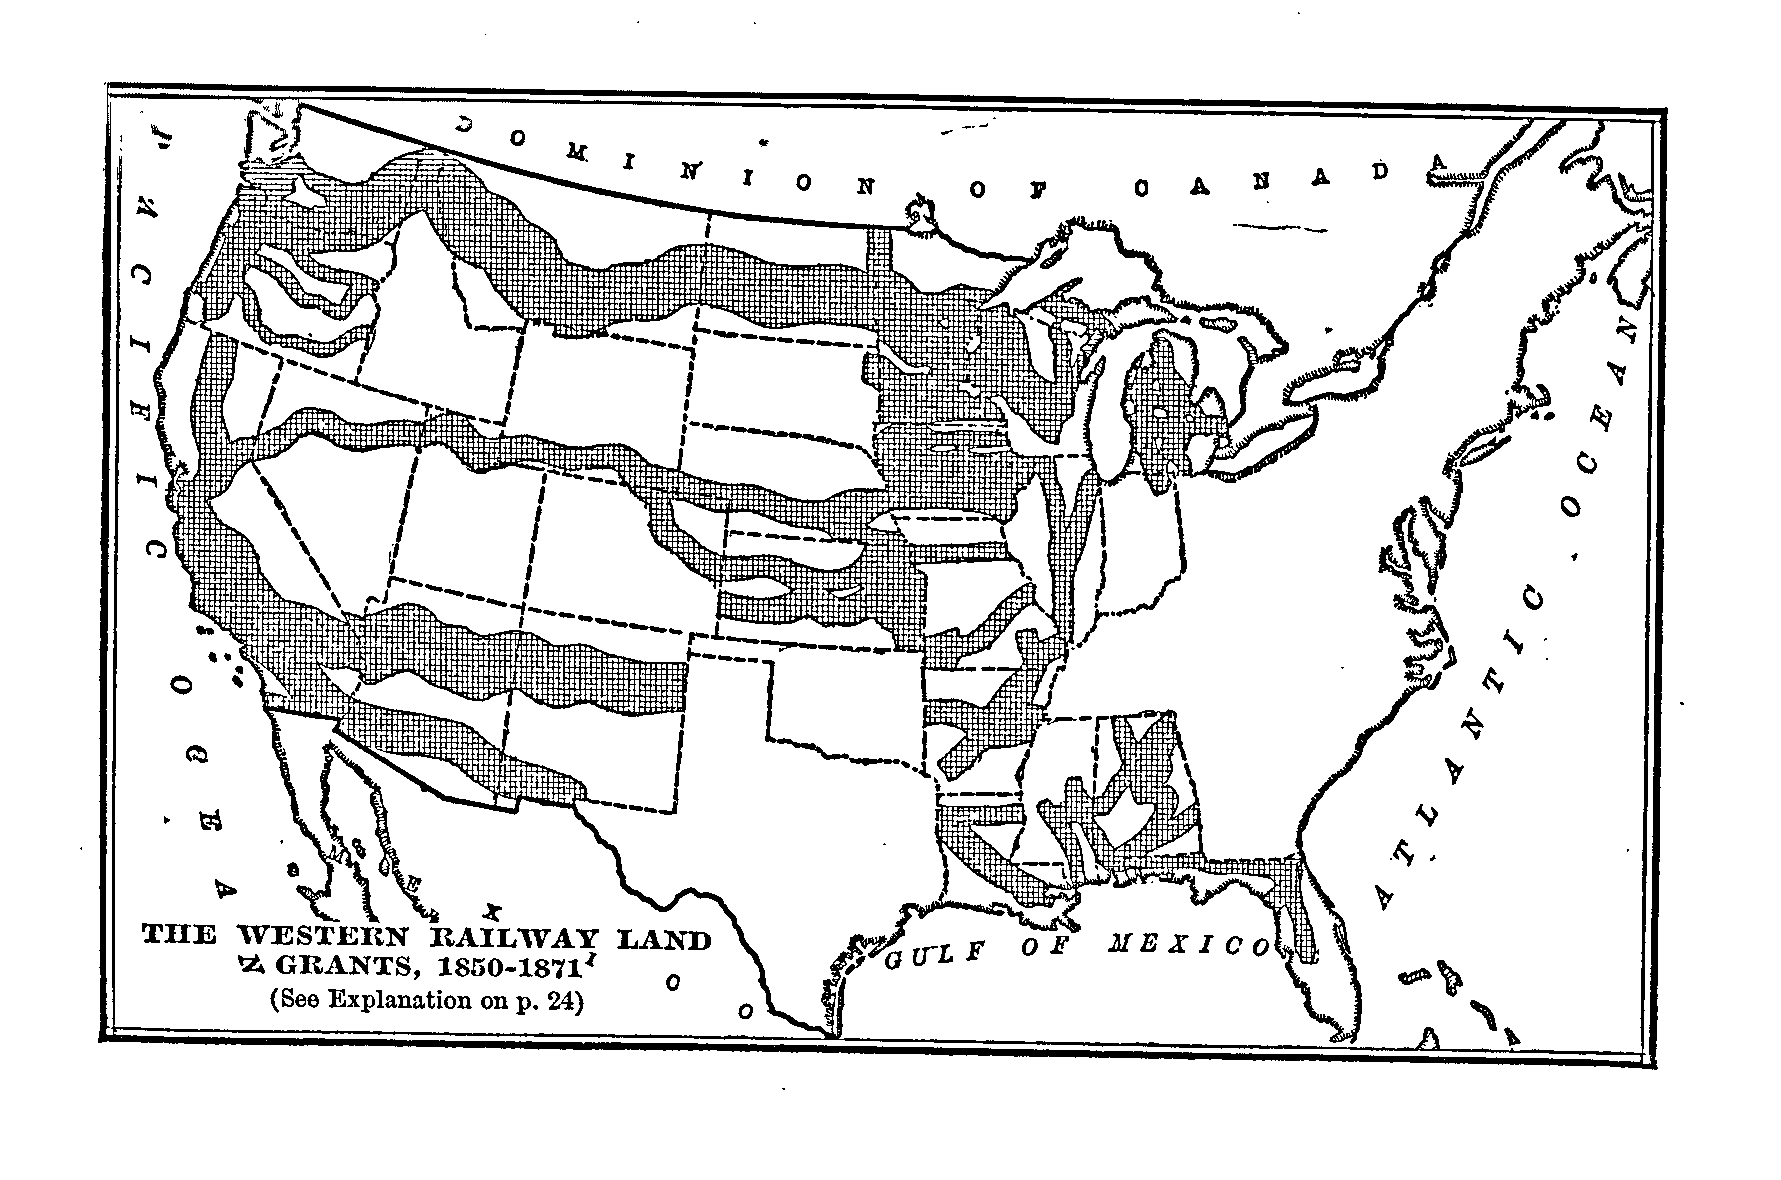 DOMINION OF CANADA
PACIFIC OCEAN
ATLANTIC OCEAN
GULF OF MEXICO
MEXICO
THE WESTERN RAILWAY LAND
GRANTS, 1850-1871¹
(See Explanation on p. 24)